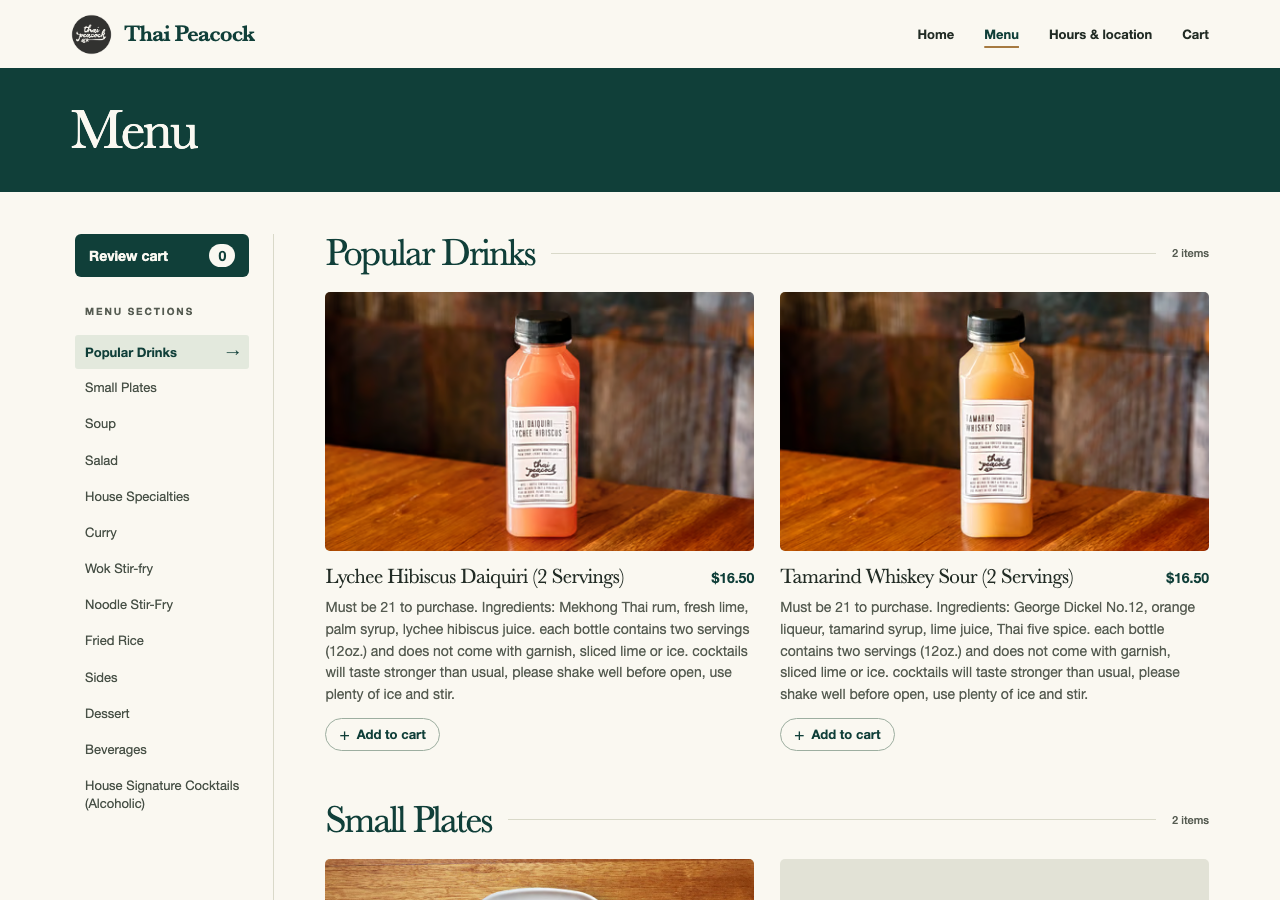 thai peacock
Thai Peacock
Home
Menu
Hours & location
Cart
Menu
Review cart
0
MENU SECTIONS
Popular Drinks →
Small Plates
Soup
Salad
House Specialties
Curry
Wok Stir-fry
Noodle Stir-Fry
Fried Rice
Sides
Dessert
Beverages
House Signature Cocktails
(Alcoholic)
Popular Drinks
2 items
THAI DAIQUIRI
LYCHEE HIBISCUS
thai
peacock
TAMARIND
WHISKEY SOUR
thai
peacock
Lychee Hibiscus Daiquiri (2 Servings)
$16.50
Must be 21 to purchase. Ingredients: Mekhong Thai rum, fresh lime,
palm syrup, lychee hibiscus juice. each bottle contains two servings
(12oz.) and does not come with garnish, sliced lime or ice. cocktails
will taste stronger than usual, please shake well before open, use
plenty of ice and stir.
+ Add to cart
Tamarind Whiskey Sour (2 Servings)
$16.50
Must be 21 to purchase. Ingredients: George Dickel No.12, orange
liqueur, tamarind syrup, lime juice, Thai five spice. each bottle
contains two servings (12oz.) and does not come with garnish,
sliced lime or ice. cocktails will taste stronger than usual, please
shake well before open, use plenty of ice and stir.
+ Add to cart
Small Plates
2 items